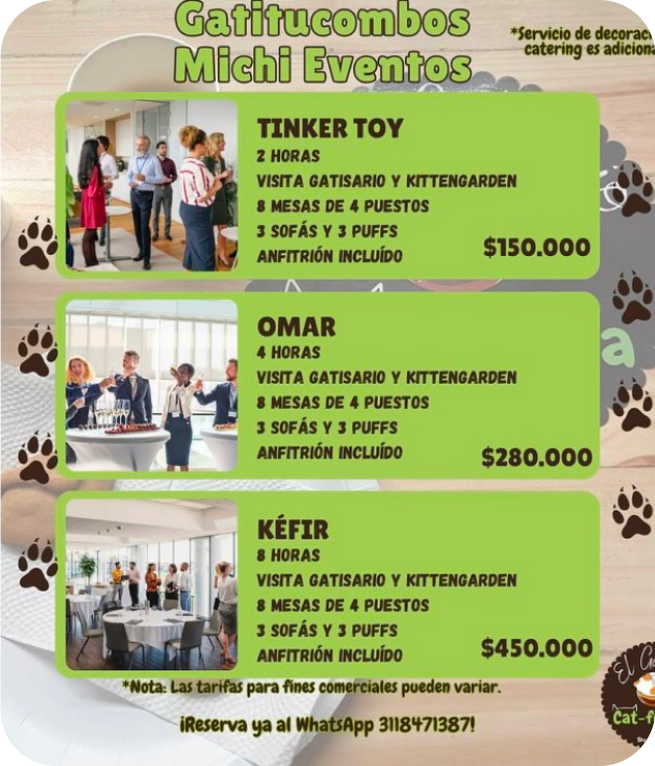 Gatitucombos
Michi Eventos
*Servicio de
catering es
TINKER TOY
2 HORAS
VISITA GATISARIO Y KITTENGARDEN
8 MESAS DE 4 PUESTOS
3 SOFÁS Y 3 PUFFS
ANFITRIÓN INCLUÍDO
$150.000
OMAR
4 HORAS
VISITA GATISARIO Y KITTENGARDEN
8 MESAS DE 4 PUESTOS
3 SOFÁS Y 3 PUFFS
ANFITRIÓN INCLUÍDO
$280.000
KÉFIR
8 HORAS
VISITA GATISARIO Y KITTENGARDEN
8 MESAS DE 4 PUESTOS
3 SOFÁS Y 3 PUFFS
ANFITRIÓN INCLUÍDO
$450.000
El
*Nota: Las tarifas para fines comerciales pueden variar.
¡Reserva ya al WhatsApp 3118471387!